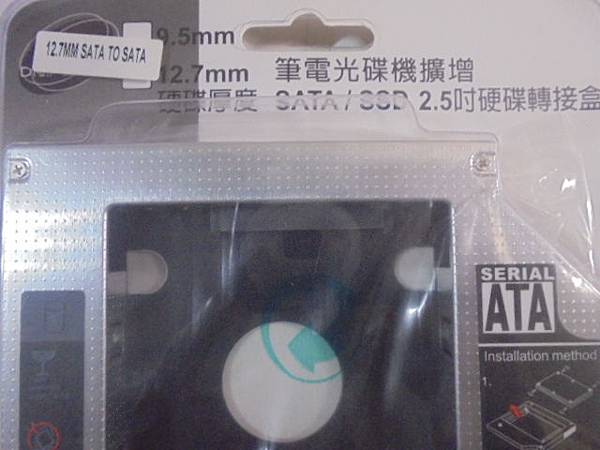 12.7MM SATA TO SATA
9.5mm
12.7mm 筆電光碟機擴增
硬碟厚度 SATA / SSD 2.5吋硬碟轉接盒
SERIAL
ATA
Installation method
1.